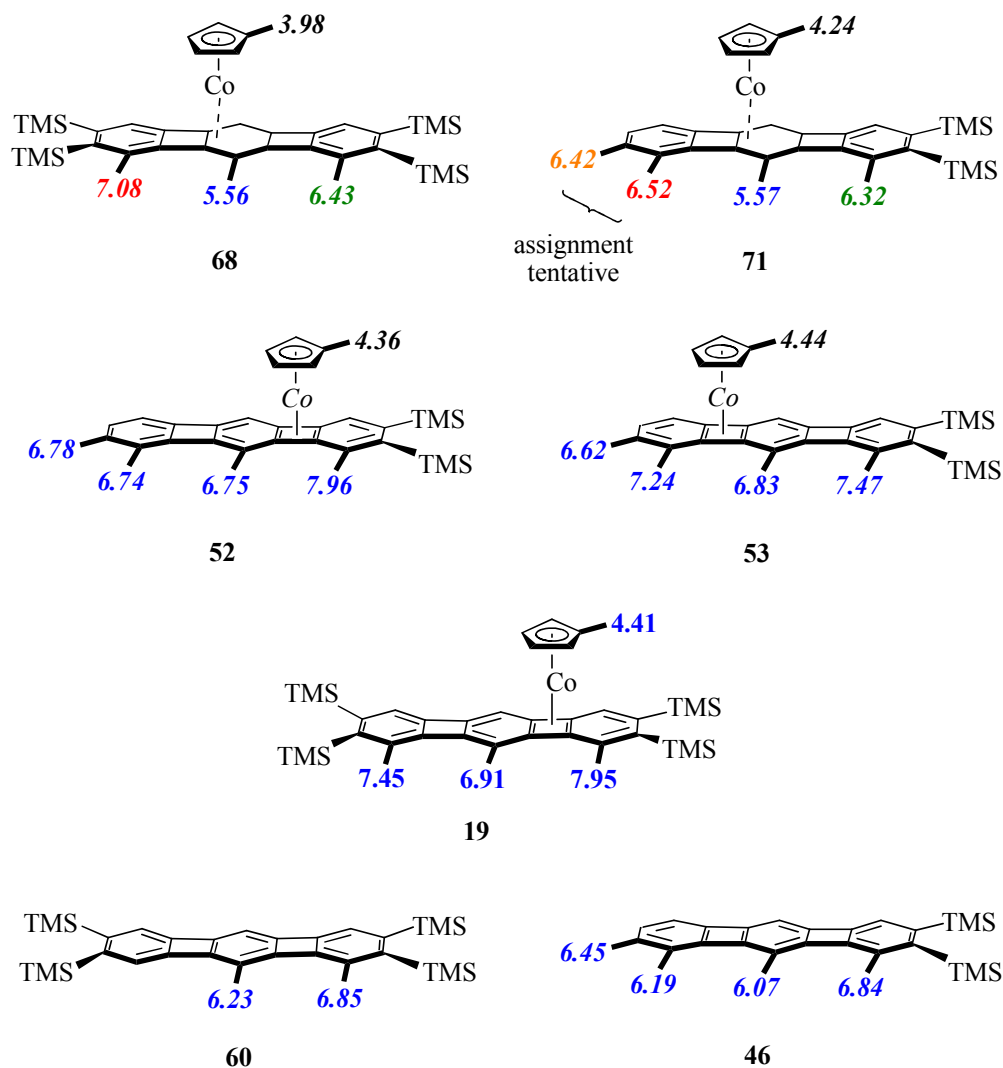 3.98
Co
TMS
TMS
TMS
TMS
7.08
5.56
6.43
68
4.24
Co
TMS
TMS
6.42
6.52
5.57
6.32
assignment
tentative
71
4.36
Co
TMS
TMS
6.78
6.74
6.75
7.96
52
4.44
Co
TMS
TMS
6.62
7.24
6.83
7.47
53
4.41
Co
TMS
TMS
TMS
TMS
7.45
6.91
7.95
19
TMS
TMS
TMS
TMS
6.23
6.85
60
TMS
TMS
6.45
6.19
6.07
6.84
46